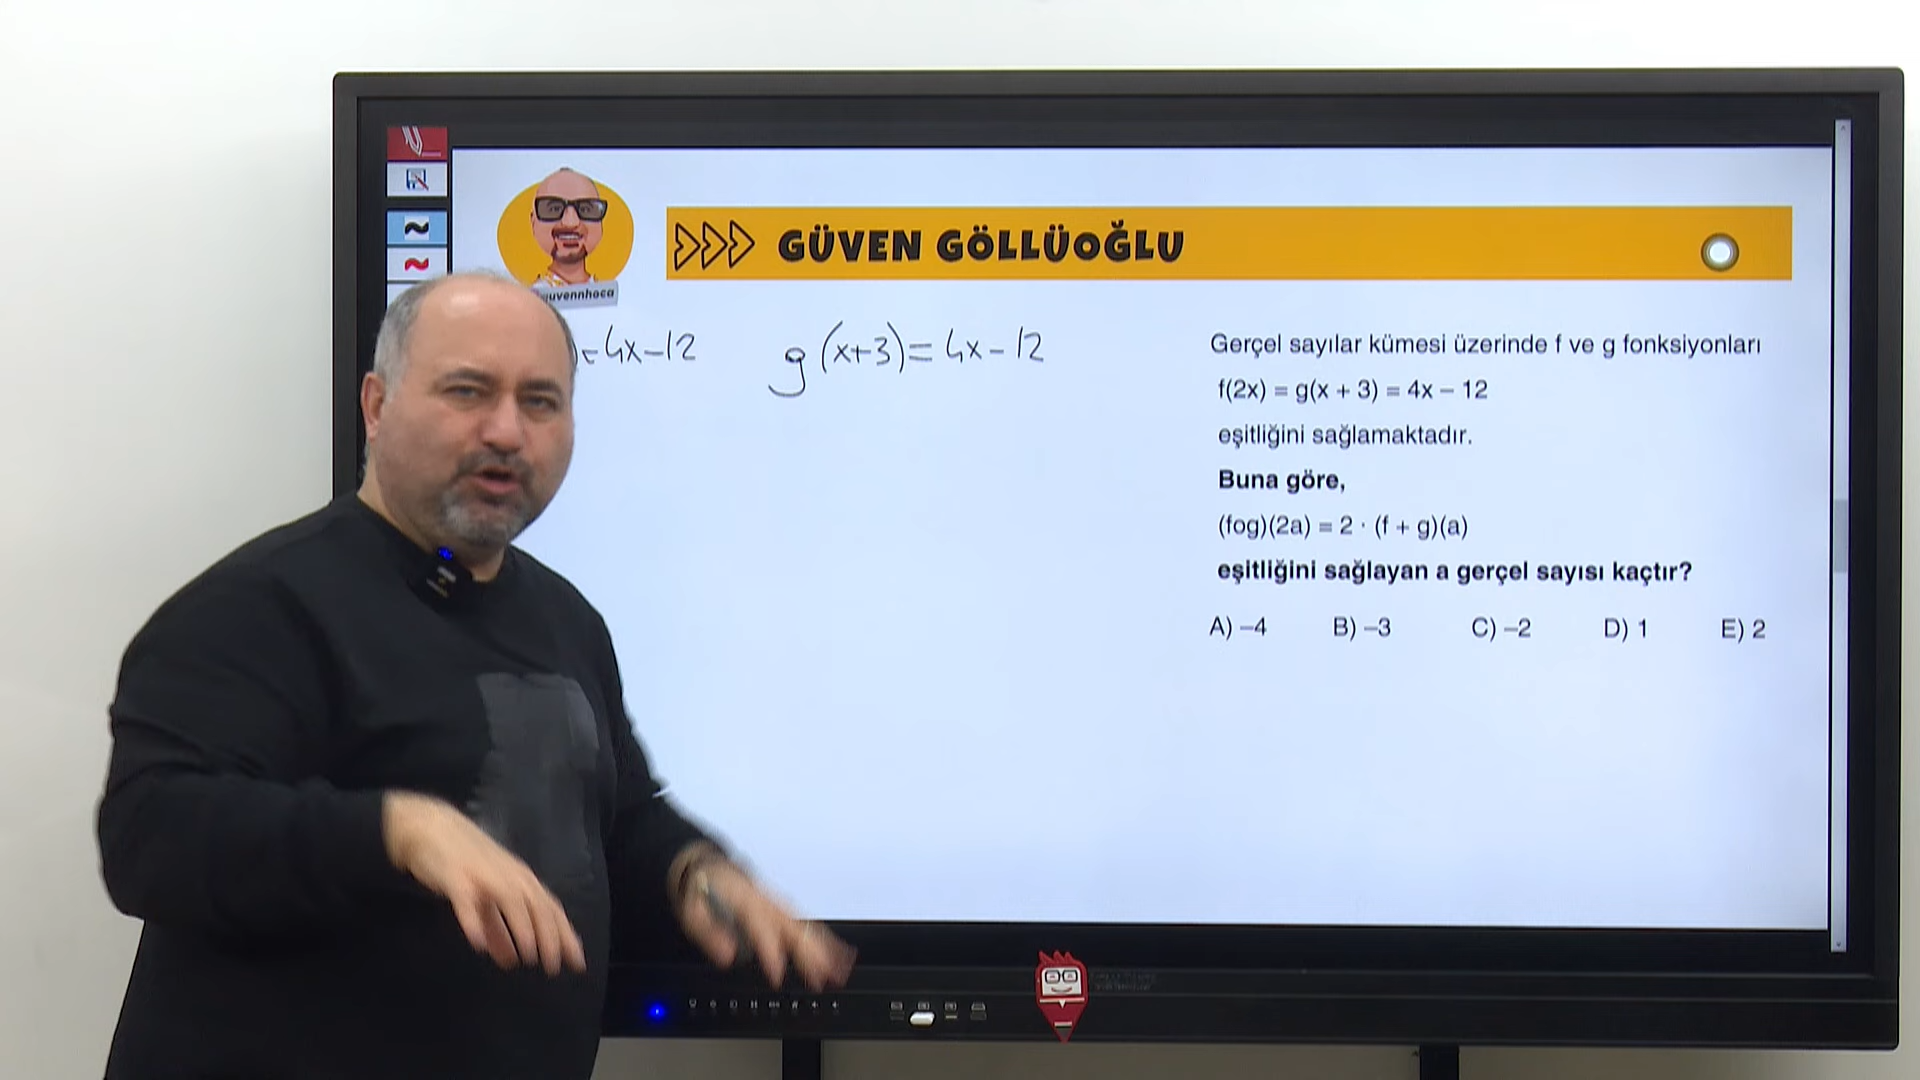 GÜVEN GÖLLÜOĞLU
guvennhoca
)=4x-12
g(x+3)=4x-12
Gerçel sayılar kümesi üzerinde f ve g fonksiyonları
f(2x) = g(x + 3) = 4x – 12
eşitliğini sağlamaktadır.
Buna göre,
(fog)(2a) = 2 · (f + g)(a)
eşitliğini sağlayan a gerçel sayısı kaçtır?
A) –4 B) –3 C) –2 D) 1 E) 2